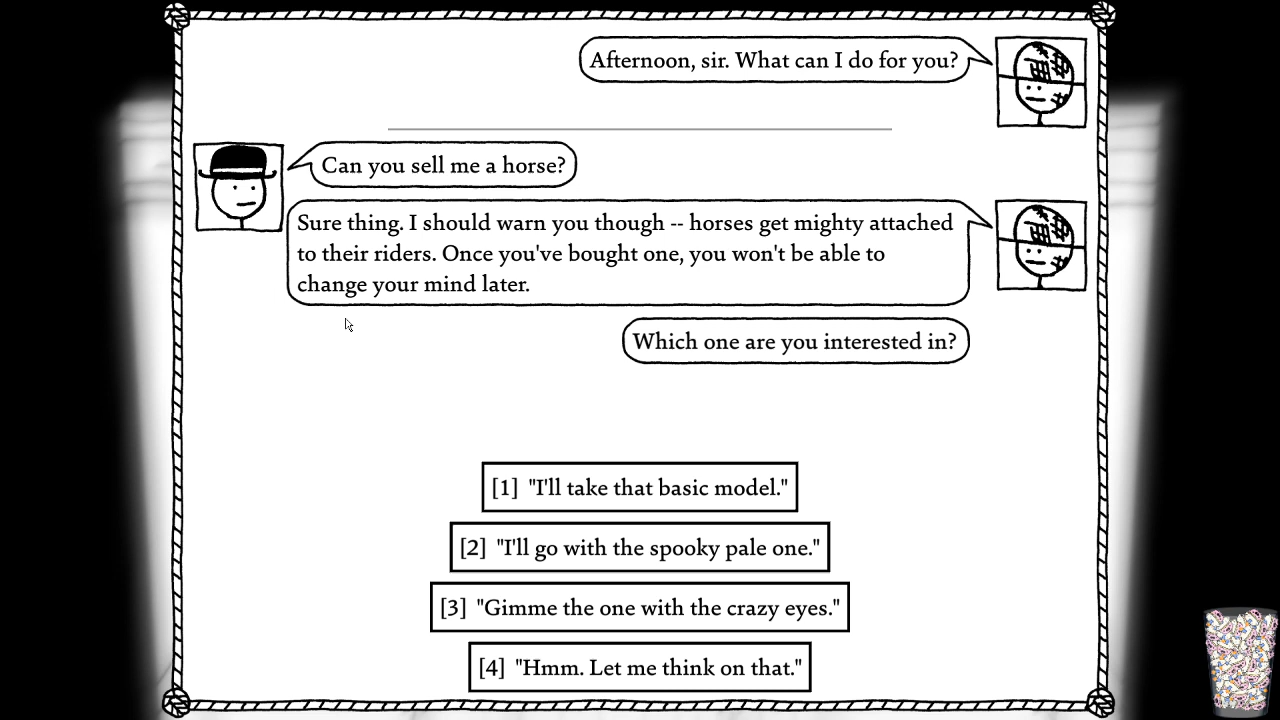 Afternoon, sir. What can I do for you?
Can you sell me a horse?
Sure thing. I should warn you though -- horses get mighty attached
to their riders. Once you've bought one, you won't be able to
change your mind later.
Which one are you interested in?
[1] "I'll take that basic model."
[2] "I'll go with the spooky pale one."
[3] "Gimme the one with the crazy eyes."
[4] "Hmm. Let me think on that."